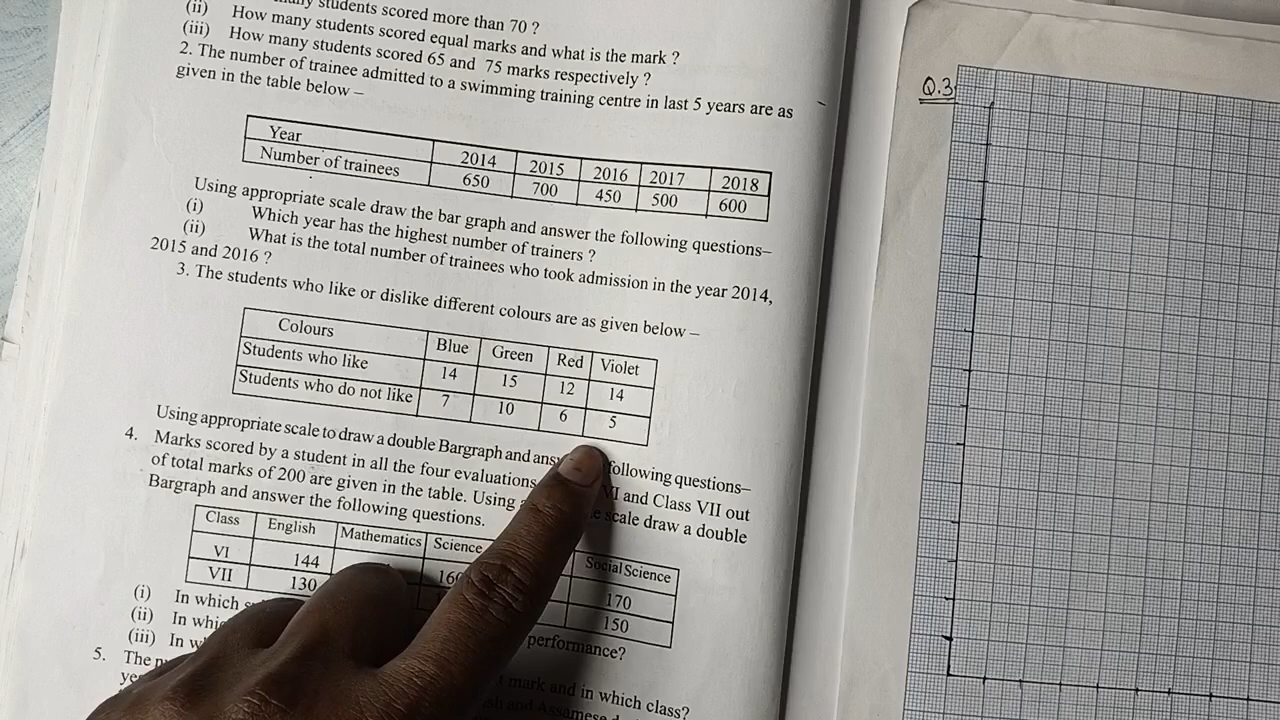 students scored more than 70 ?
(ii) How many students scored equal marks and what is the mark ?
(iii) How many students scored 65 and 75 marks respectively ?
2. The number of trainee admitted to a swimming training centre in last 5 years are as
given in the table below –
Year 2014 2015 2016 2017 2018
Number of trainees 650 700 450 500 600
Using appropriate scale draw the bar graph and answer the following questions–
(i) Which year has the highest number of trainers ?
(ii) What is the total number of trainees who took admission in the year 2014,
2015 and 2016 ?
3. The students who like or dislike different colours are as given below –
Colours Blue Green Red Violet
Students who like 14 15 12 14
Students who do not like 7 10 6 5
Using appropriate scale to draw a double Bargraph and following questions–
4. Marks scored by a student in all the four evaluations VI and Class VII out
of total marks of 200 are given in the table. Using scale draw a double
Bargraph and answer the following questions.
Class English Mathematics Science Social Science
VI 144 170
VII 130 150
(i) In which
(ii) In
(iii) In performance?
5. The
mark and in which class?
and Assamese
Q.3